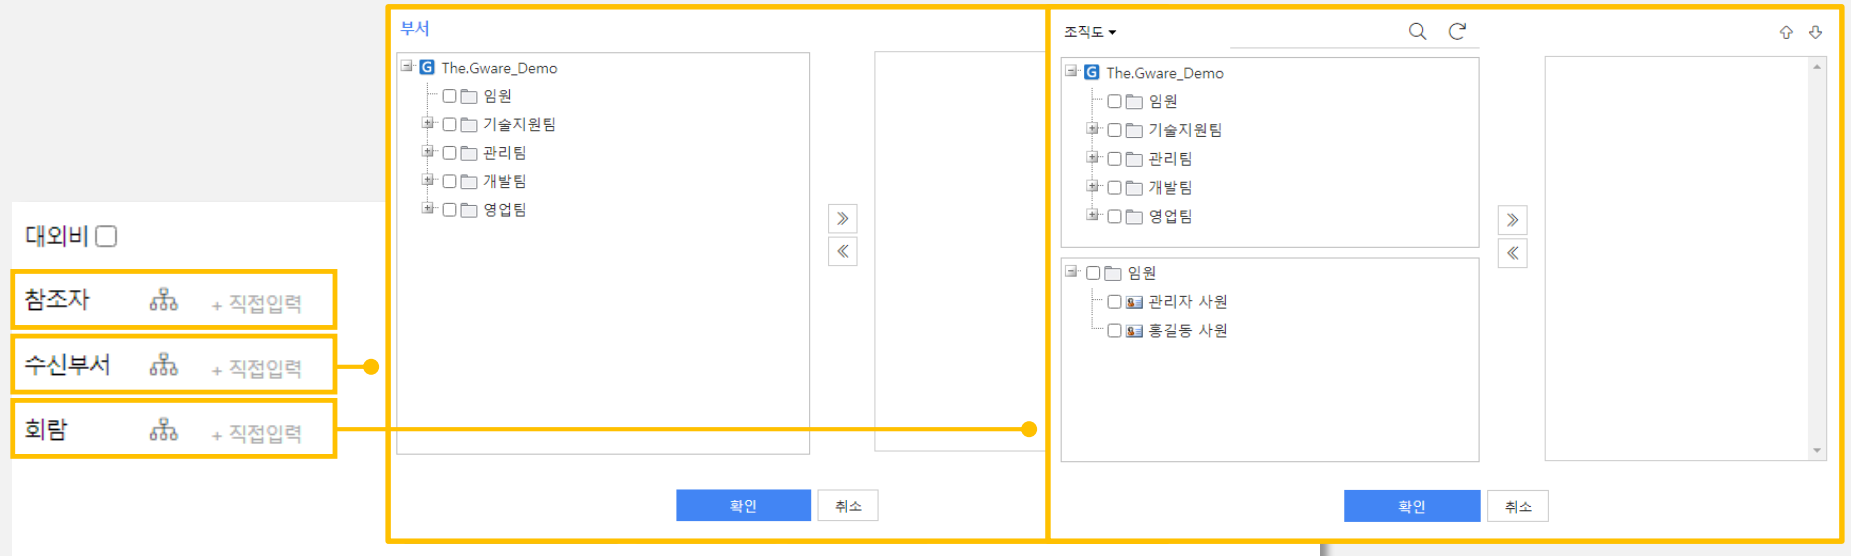 대외비
참조자 + 직접입력
수신부서 + 직접입력
회람 + 직접입력
부서
The.Gware_Demo
임원
기술지원팀
관리팀
개발팀
영업팀
확인 취소
조직도
The.Gware_Demo
임원
기술지원팀
관리팀
개발팀
영업팀
임원
관리자 사원
홍길동 사원
확인 취소